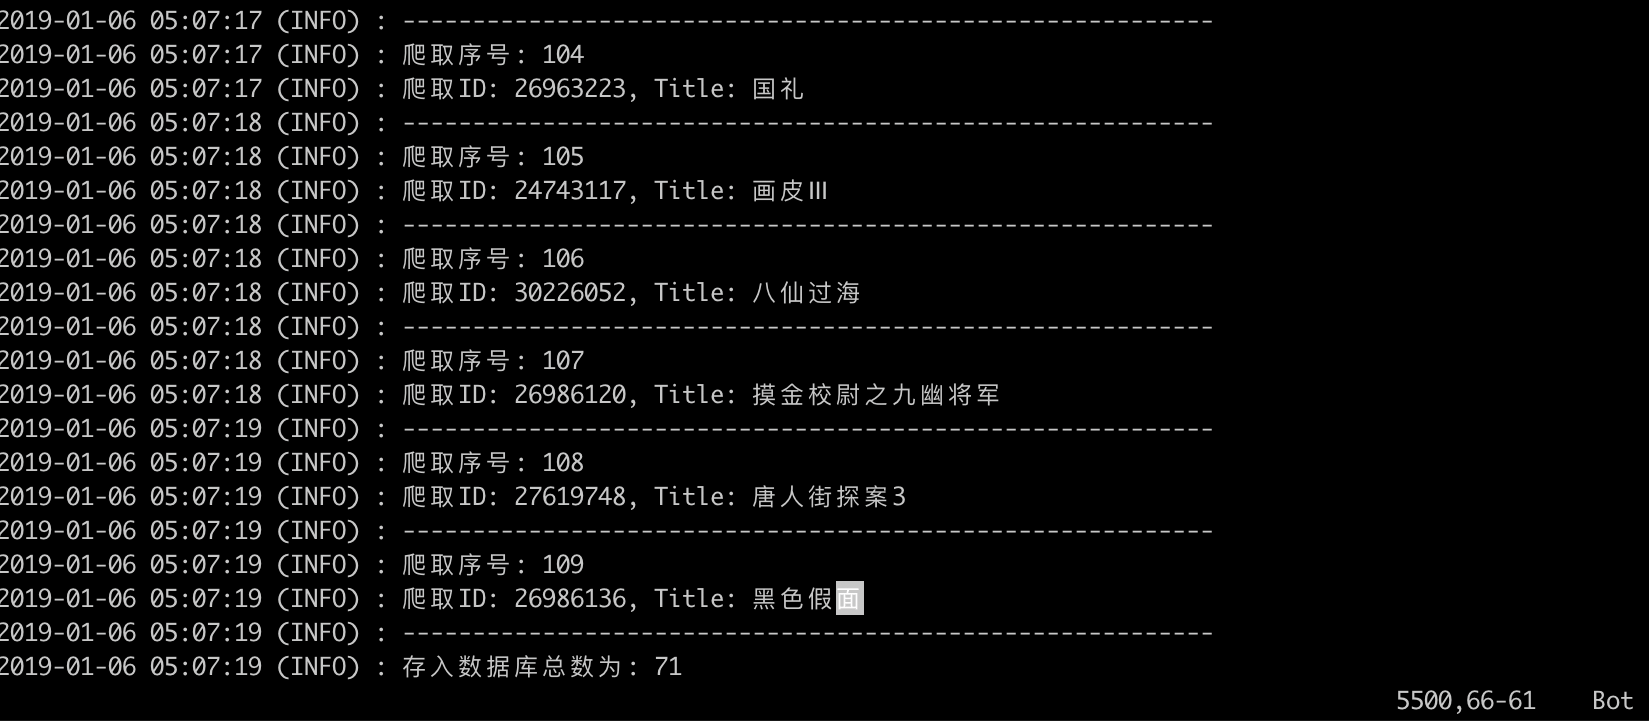 2019-01-06 05:07:17 (INFO) : ----------------------------------------------------------
2019-01-06 05:07:17 (INFO) : 爬取序号: 104
2019-01-06 05:07:17 (INFO) : 爬取ID: 26963223, Title: 国礼
2019-01-06 05:07:18 (INFO) : ----------------------------------------------------------
2019-01-06 05:07:18 (INFO) : 爬取序号: 105
2019-01-06 05:07:18 (INFO) : 爬取ID: 24743117, Title: 画皮Ⅲ
2019-01-06 05:07:18 (INFO) : ----------------------------------------------------------
2019-01-06 05:07:18 (INFO) : 爬取序号: 106
2019-01-06 05:07:18 (INFO) : 爬取ID: 30226052, Title: 八仙过海
2019-01-06 05:07:18 (INFO) : ----------------------------------------------------------
2019-01-06 05:07:18 (INFO) : 爬取序号: 107
2019-01-06 05:07:18 (INFO) : 爬取ID: 26986120, Title: 摸金校尉之九幽将军
2019-01-06 05:07:19 (INFO) : ----------------------------------------------------------
2019-01-06 05:07:19 (INFO) : 爬取序号: 108
2019-01-06 05:07:19 (INFO) : 爬取ID: 27619748, Title: 唐人街探案3
2019-01-06 05:07:19 (INFO) : ----------------------------------------------------------
2019-01-06 05:07:19 (INFO) : 爬取序号: 109
2019-01-06 05:07:19 (INFO) : 爬取ID: 26986136, Title: 黑色假面
2019-01-06 05:07:19 (INFO) : ----------------------------------------------------------
2019-01-06 05:07:19 (INFO) : 存入数据库总数为: 71
5500,66-61 Bot